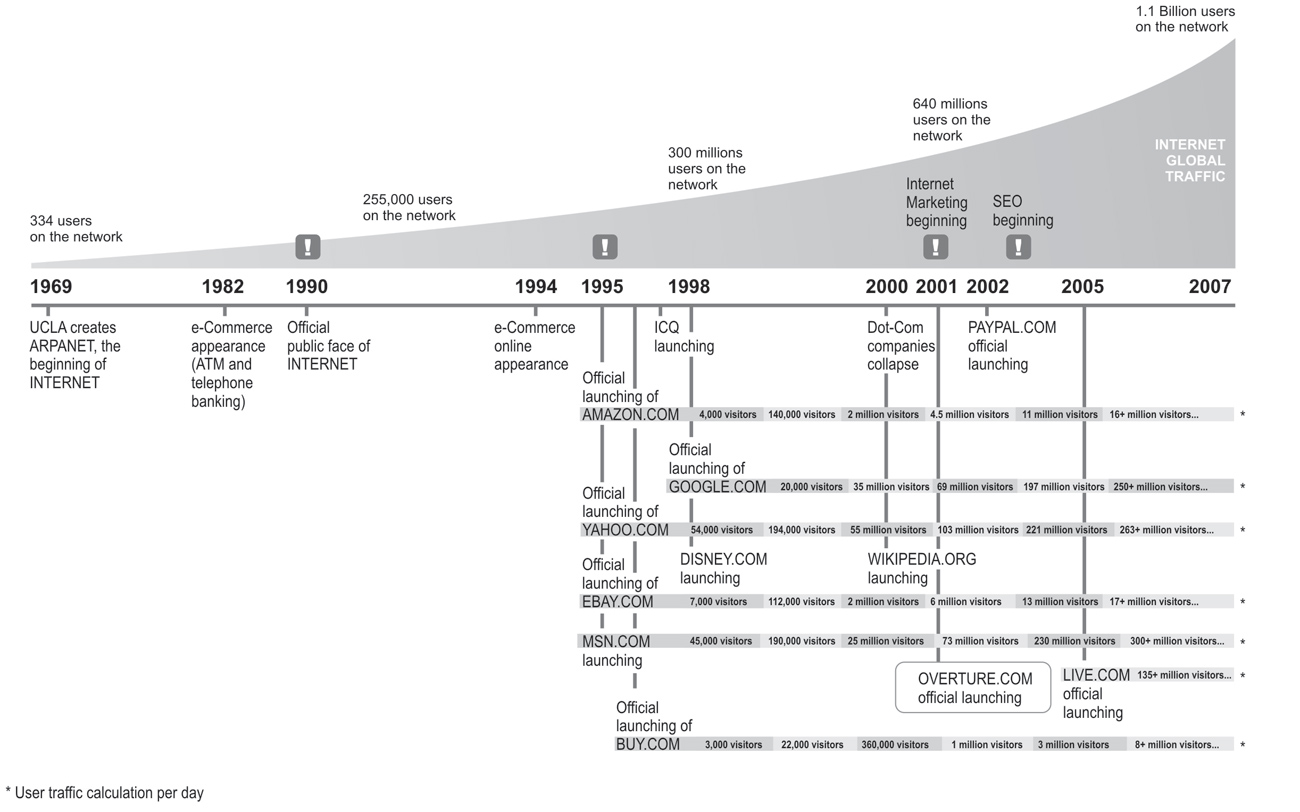 1.1 Billion users
on the network
640 millions
users on the
network
300 millions
users on the
network
255,000 users
on the network
334 users
on the network
INTERNET
GLOBAL
TRAFFIC
Internet
Marketing
beginning
SEO
beginning
!
!
!
!
1969 1982 1990 1994 1995 1998 2000 2001 2002 2005 2007
UCLA creates
ARPANET, the
beginning of
INTERNET
e-Commerce
appearance
(ATM and
telephone
banking)
Official
public face of
INTERNET
e-Commerce
online
appearance
ICQ
launching
Dot-Com
companies
collapse
PAYPAL.COM
official
launching
Official
launching of
AMAZON.COM 4,000 visitors 140,000 visitors 2 million visitors 4.5 million visitors 11 million visitors 16+ million visitors... *
Official
launching of
GOOGLE.COM 20,000 visitors 35 million visitors 69 million visitors 197 million visitors 250+ million visitors... *
Official
launching of
YAHOO.COM 54,000 visitors 194,000 visitors 55 million visitors 103 million visitors 221 million visitors 263+ million visitors... *
DISNEY.COM
launching
WIKIPEDIA.ORG
launching
Official
launching of
EBAY.COM 7,000 visitors 112,000 visitors 2 million visitors 6 million visitors 13 million visitors 17+ million visitors... *
MSN.COM 45,000 visitors 190,000 visitors 25 million visitors 73 million visitors 230 million visitors 300+ million visitors... *
launching
OVERTURE.COM
official launching
LIVE.COM 135+ million visitors... *
official
launching
Official
launching of
BUY.COM 3,000 visitors 22,000 visitors 360,000 visitors 1 million visitors 3 million visitors 8+ million visitors... *
* User traffic calculation per day